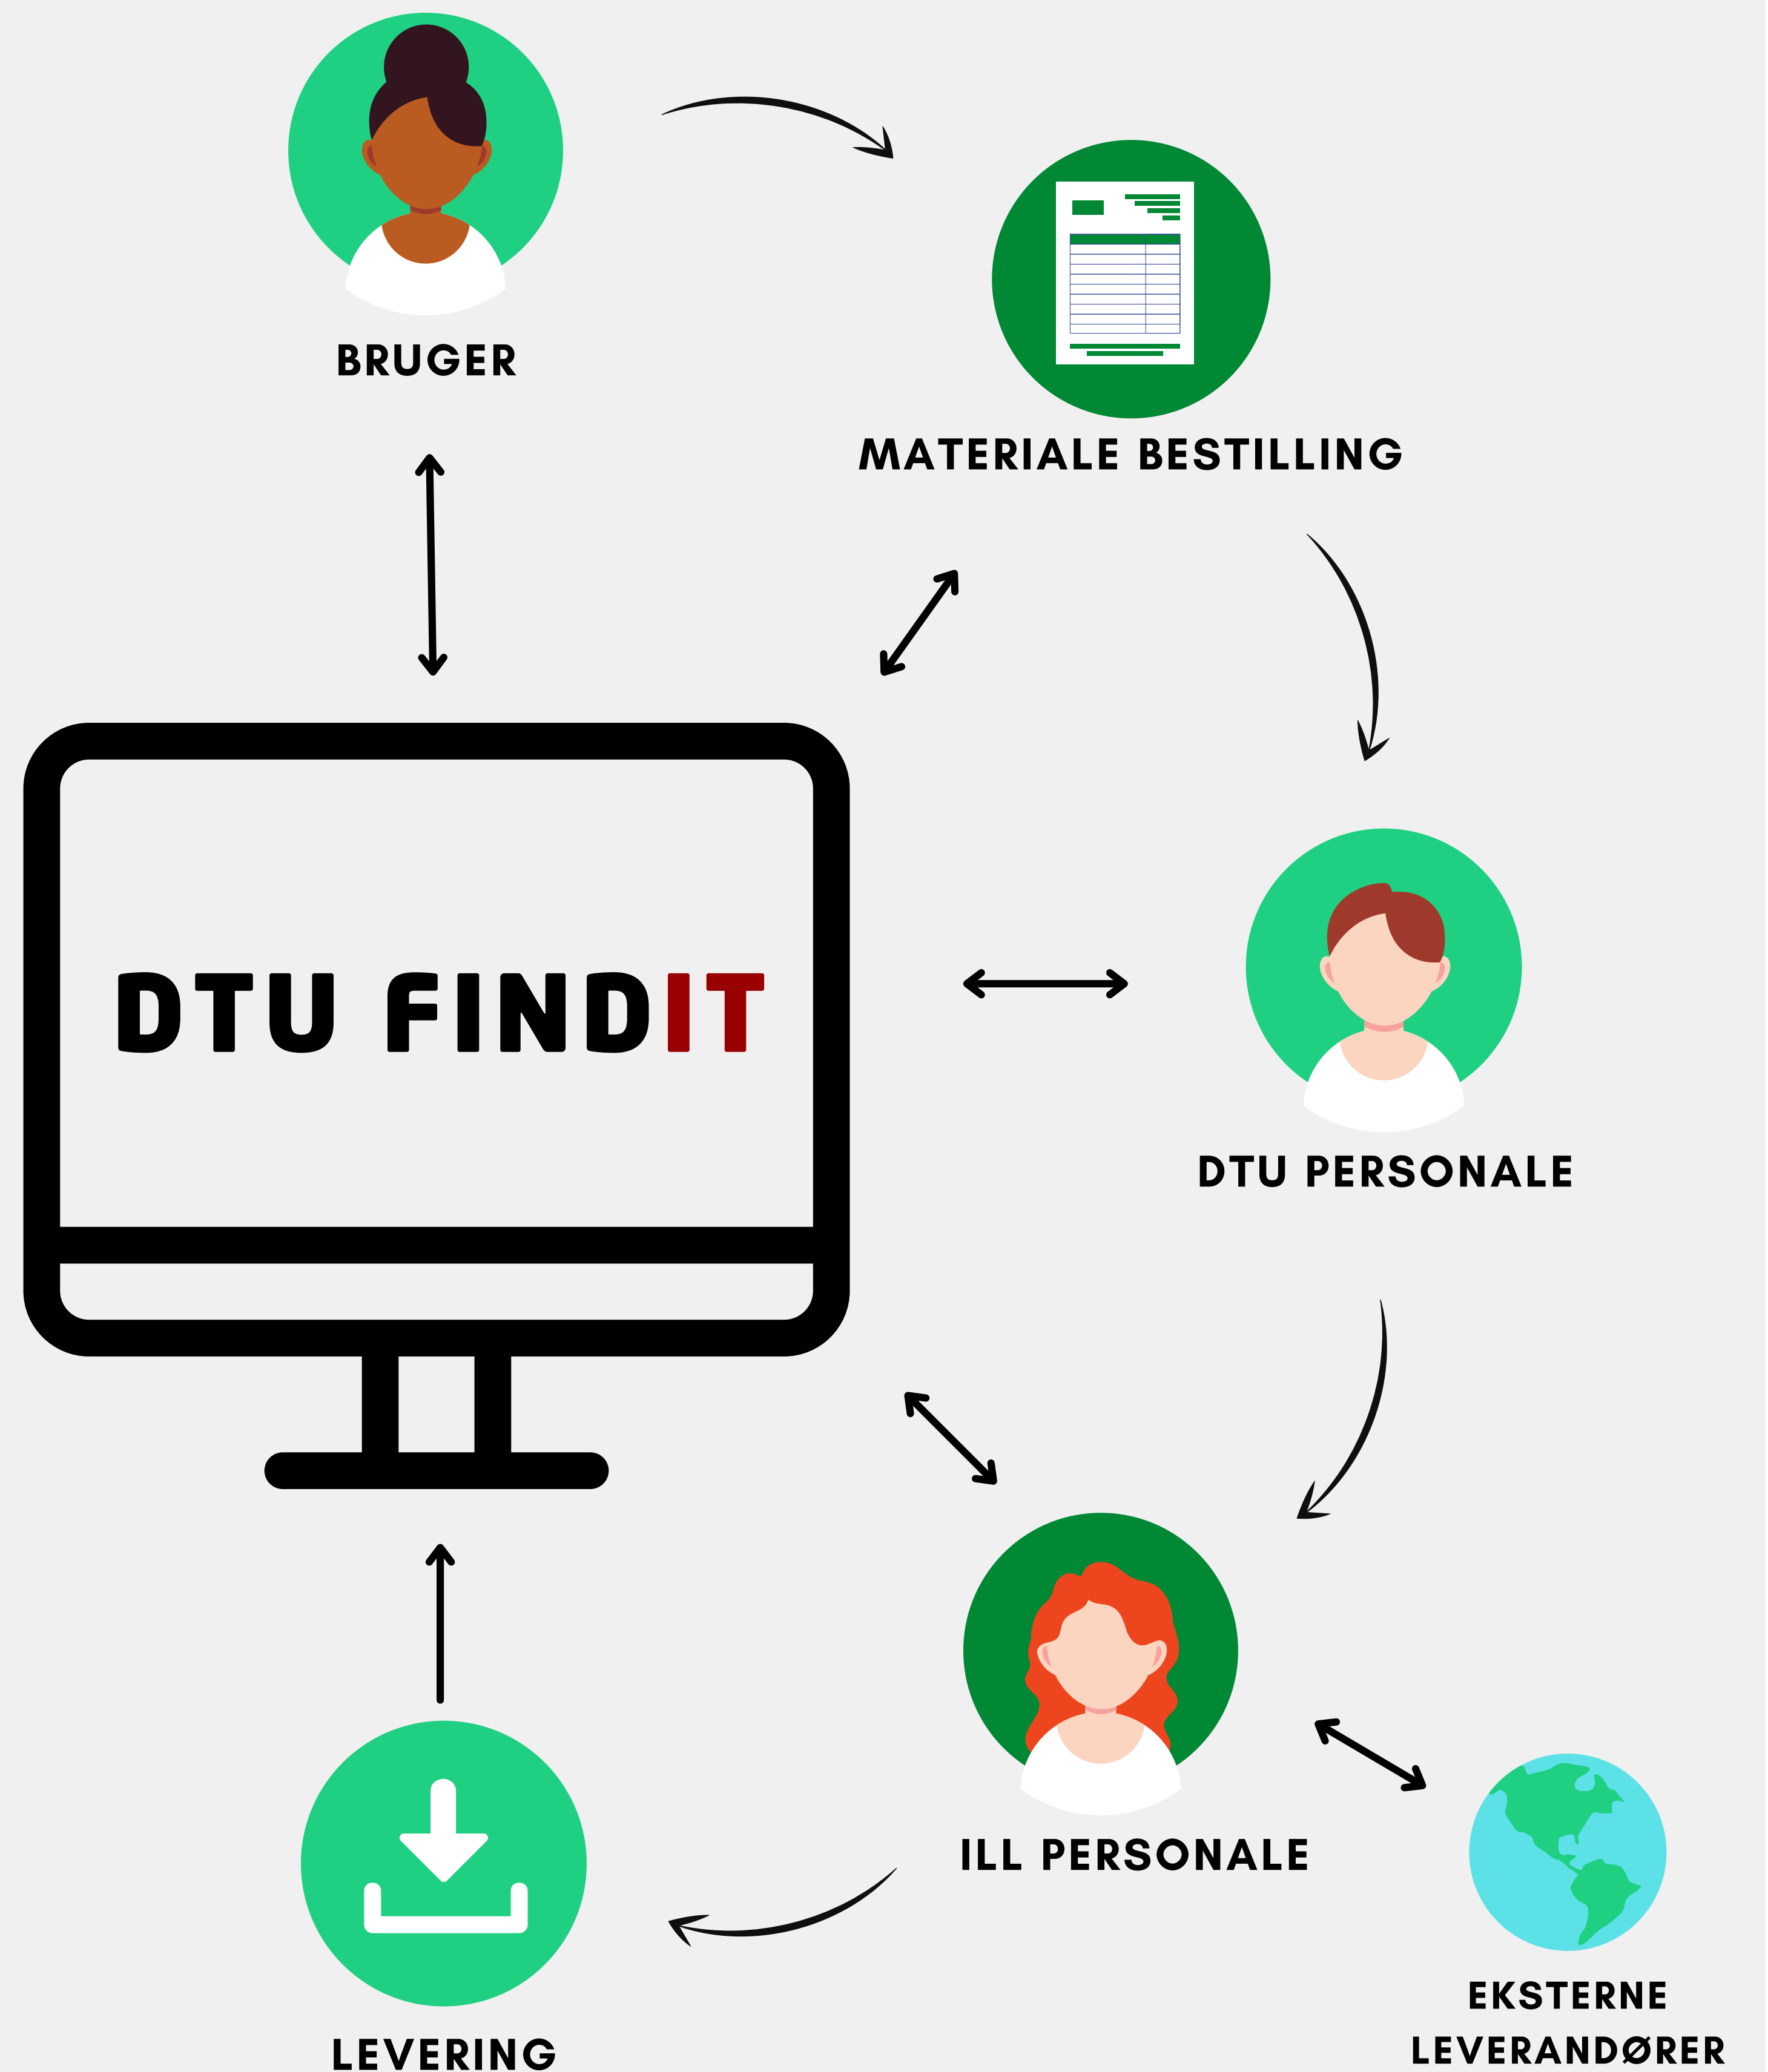 BRUGER
MATERIALE BESTILLING
DTU FINDIT
DTU PERSONALE
ILL PERSONALE
EKSTERNE
LEVERANDØRER
LEVERING